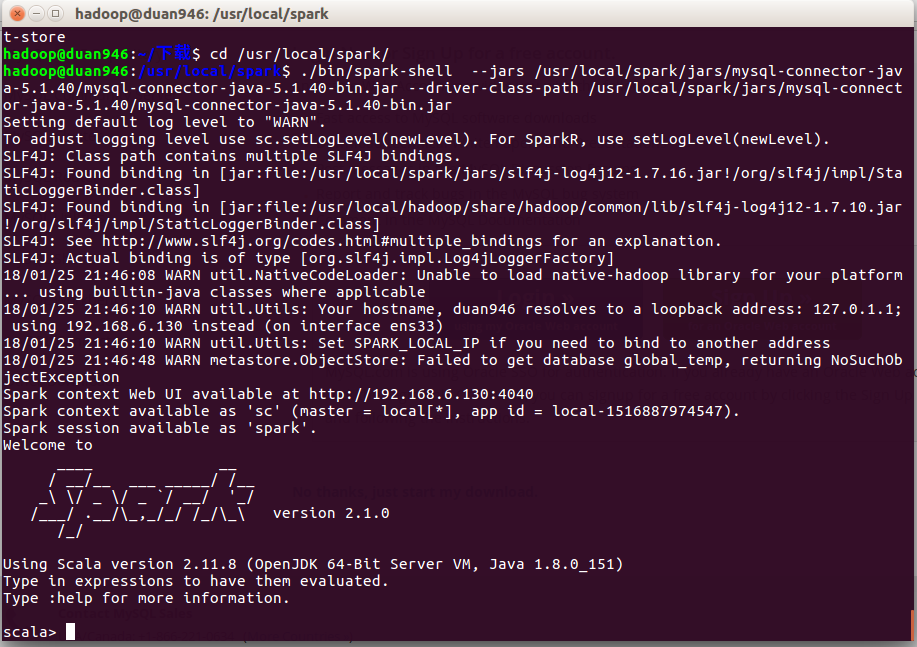 hadoop@duan946: /usr/local/spark
t-store
hadoop@duan946:~/下载$ cd /usr/local/spark/
hadoop@duan946:/usr/local/spark$ ./bin/spark-shell  --jars /usr/local/spark/jars/mysql-connector-jav
a-5.1.40/mysql-connector-java-5.1.40-bin.jar --driver-class-path /usr/local/spark/jars/mysql-connect
or-java-5.1.40/mysql-connector-java-5.1.40-bin.jar
Setting default log level to "WARN".
To adjust logging level use sc.setLogLevel(newLevel). For SparkR, use setLogLevel(newLevel).
SLF4J: Class path contains multiple SLF4J bindings.
SLF4J: Found binding in [jar:file:/usr/local/spark/jars/slf4j-log4j12-1.7.16.jar!/org/slf4j/impl/Sta
ticLoggerBinder.class]
SLF4J: Found binding in [jar:file:/usr/local/hadoop/share/hadoop/common/lib/slf4j-log4j12-1.7.10.jar
!/org/slf4j/impl/StaticLoggerBinder.class]
SLF4J: See http://www.slf4j.org/codes.html#multiple_bindings for an explanation.
SLF4J: Actual binding is of type [org.slf4j.impl.Log4jLoggerFactory]
18/01/25 21:46:08 WARN util.NativeCodeLoader: Unable to load native-hadoop library for your platform
... using builtin-java classes where applicable
18/01/25 21:46:10 WARN util.Utils: Your hostname, duan946 resolves to a loopback address: 127.0.1.1;
 using 192.168.6.130 instead (on interface ens33)
18/01/25 21:46:10 WARN util.Utils: Set SPARK_LOCAL_IP if you need to bind to another address
18/01/25 21:46:48 WARN metastore.ObjectStore: Failed to get database global_temp, returning NoSuchOb
jectException
Spark context Web UI available at http://192.168.6.130:4040
Spark context available as 'sc' (master = local[*], app id = local-1516887974547).
Spark session available as 'spark'.
Welcome to
      ____              __
     / __/__  ___ _____/ /__
    _\ \/ _ \/ _ `/ __/  '_/
   /___/ .__/\_,_/_/ /_/\_\   version 2.1.0
      /_/
Using Scala version 2.11.8 (OpenJDK 64-Bit Server VM, Java 1.8.0_151)
Type in expressions to have them evaluated.
Type :help for more information.
scala>